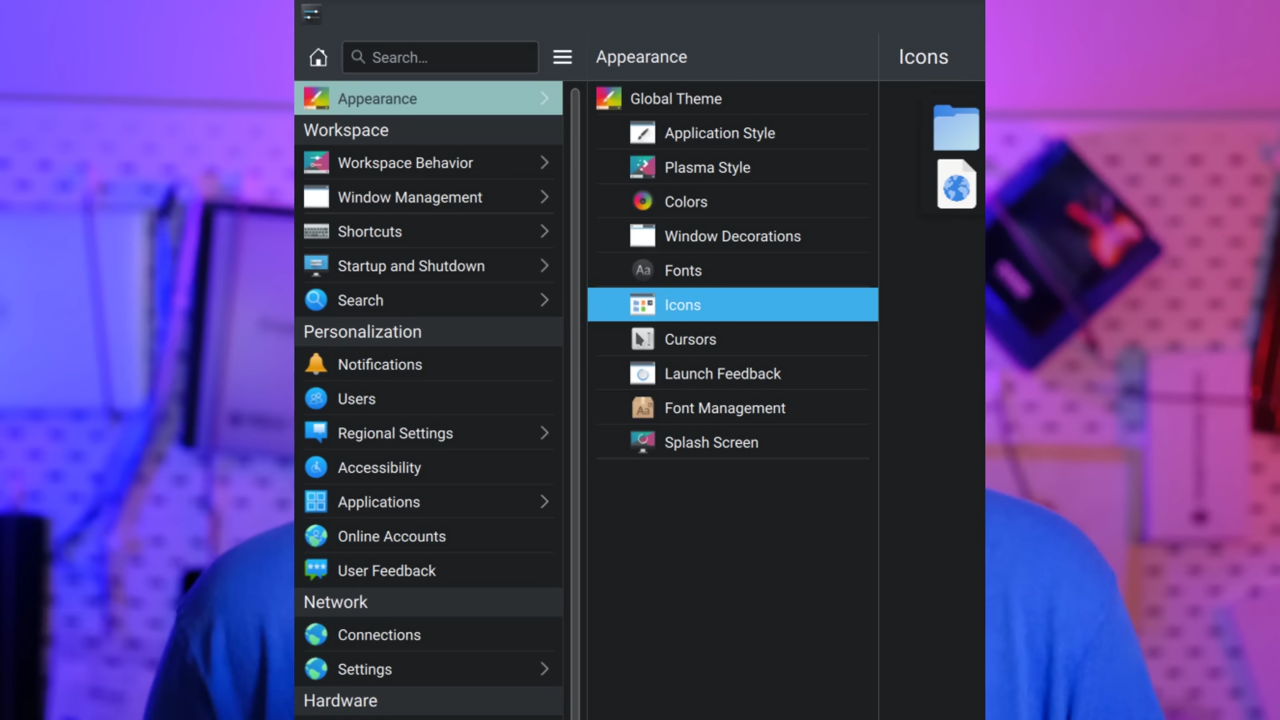 Search...
Appearance
Workspace
Workspace Behavior
Window Management
Shortcuts
Startup and Shutdown
Search
Personalization
Notifications
Users
Regional Settings
Accessibility
Applications
Online Accounts
User Feedback
Network
Connections
Settings
Hardware
Appearance
Global Theme
Application Style
Plasma Style
Colors
Window Decorations
Aa Fonts
Icons
Cursors
Launch Feedback
Aa Font Management
Splash Screen
Icons